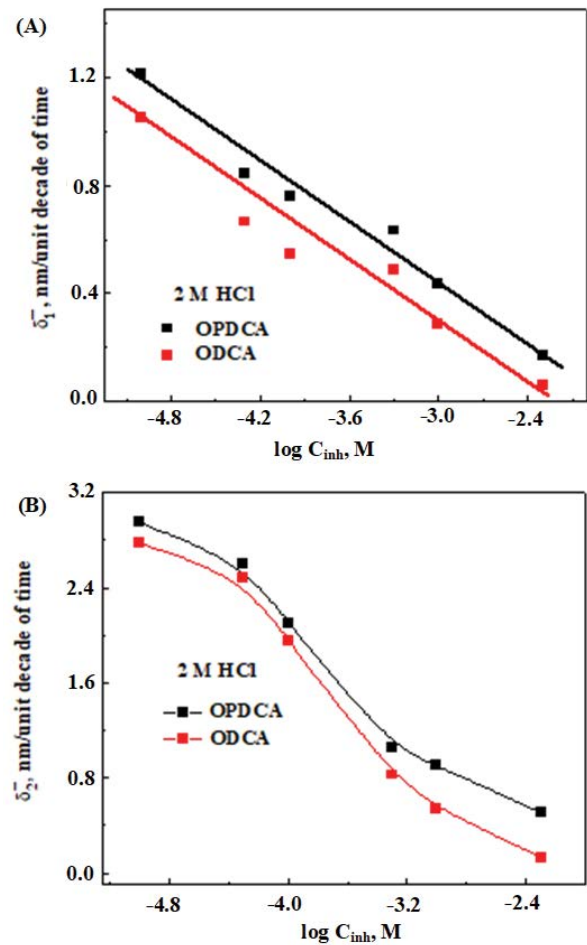 (A)
1.2
0.8
0.4
0.0
δ₁⁻, nm/unit decade of time
2 M HCl
OPDCA
ODCA
-4.8 -4.2 -3.6 -3.0 -2.4
log C_inh, M
(B)
3.2
2.4
1.6
0.8
0.0
δ₂⁻, nm/unit decade of time
2 M HCl
OPDCA
ODCA
-4.8 -4.0 -3.2 -2.4
log C_inh, M